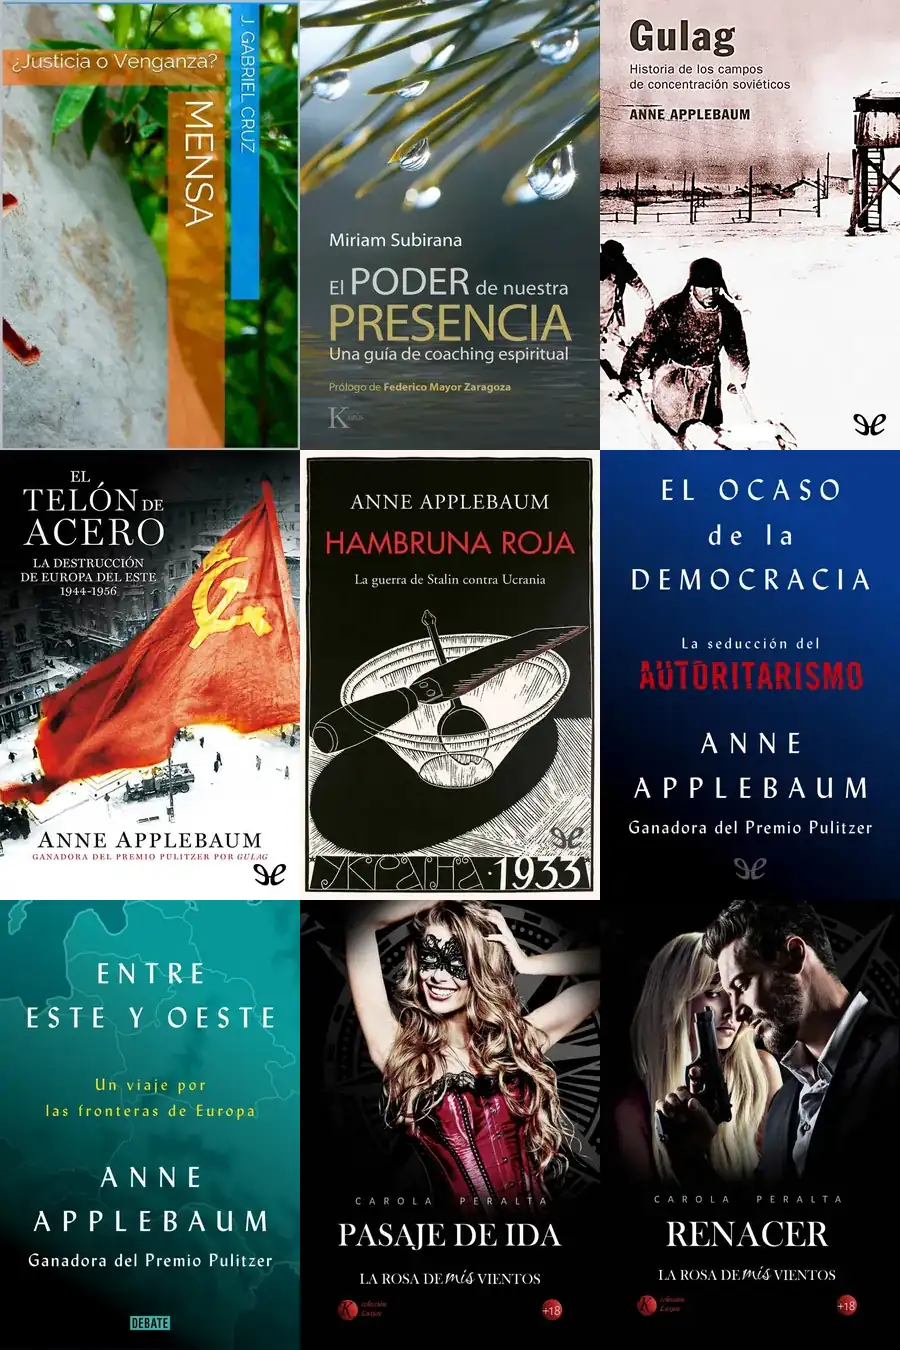 ¿Justicia o Venganza?
MENSA
J. GABRIEL CRUZ
Miriam Subirana
El PODER de nuestra
PRESENCIA
Una guía de coaching espiritual
Prólogo de Federico Mayor Zaragoza
K
Gulag
Historia de los campos
de concentración soviéticos
ANNE APPLEBAUM
EL
TELÓN DE
ACERO
LA DESTRUCCIÓN
DE EUROPA DEL ESTE
1944-1956
ANNE APPLEBAUM
GANADORA DEL PREMIO PULITZER POR GULAG
ANNE APPLEBAUM
HAMBRUNA ROJA
La guerra de Stalin contra Ucrania
УКРАЇНА · 1933
EL OCASO
de la
DEMOCRACIA
La seducción del
AUTORITARISMO
ANNE
APPLEBAUM
Ganadora del Premio Pulitzer
ENTRE
ESTE Y OESTE
Un viaje por
las fronteras de Europa
ANNE
APPLEBAUM
Ganadora del Premio Pulitzer
DEBATE
CAROLA PERALTA
PASAJE DE IDA
LA ROSA DE mis VIENTOS
K
+18
CAROLA PERALTA
RENACER
LA ROSA DE mis VIENTOS
K
+18